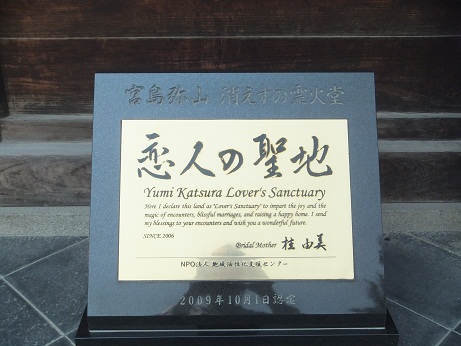 宮島弥山 消えずの霊火堂
恋人の聖地
Yumi Katsura Lover's Sanctuary
Here I declare this land as "Lover's Sanctuary" to impart the joy and the
magic of encounters, blissful marriages, and raising a happy home. I send
my blessings to your encounters and wish you a wonderful future.
SINCE 2006
Bridal Mother 桂 由美
NPO法人 地域活性化支援センター
2009年10月1日認定